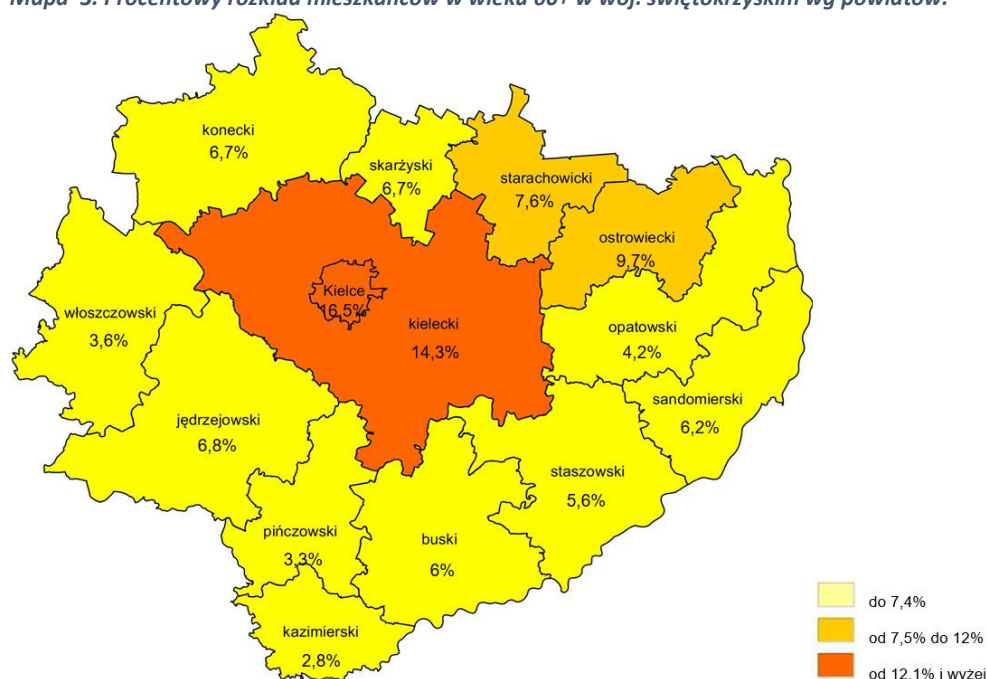 Mapa 3. Procentowy rozkład mieszkańców w wieku 80+ w woj. świętokrzyskim wg powiatów.
konecki
6,7%
skarżyski
6,7%
starachowicki
7,6%
ostrowiecki
9,7%
Kielce
16,5%
włoszczowski
3,6%
kielecki
14,3%
opatowski
4,2%
sandomierski
6,2%
jędrzejowski
6,8%
staszowski
5,6%
pińczowski
3,3%
buski
6%
kazimierski
2,8%
do 7,4%
od 7,5% do 12%
od 12,1% i wyżej